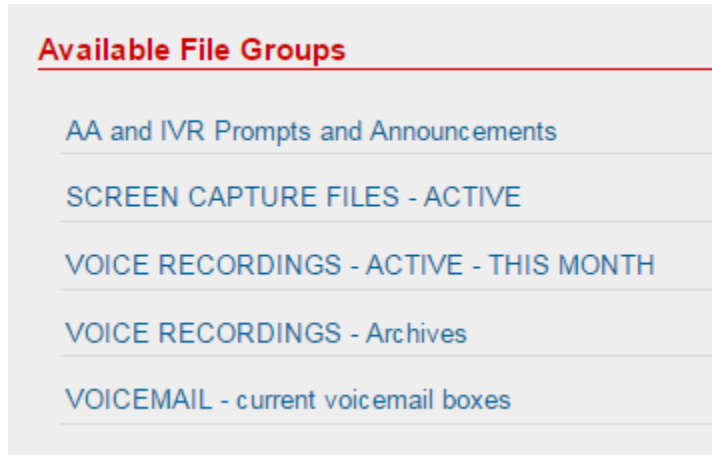 Available File Groups
AA and IVR Prompts and Announcements
SCREEN CAPTURE FILES - ACTIVE
VOICE RECORDINGS - ACTIVE - THIS MONTH
VOICE RECORDINGS - Archives
VOICEMAIL - current voicemail boxes